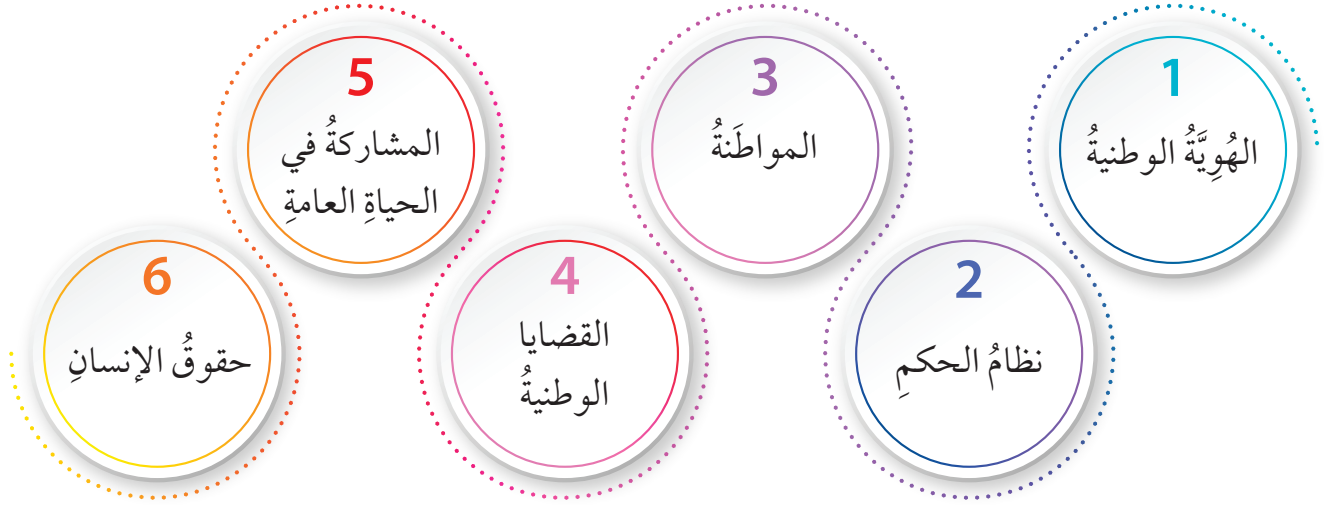 1
الهُوِيَّةُ الوطنيةُ
2
نظامُ الحكمِ
3
المواطَنةُ
4
القضايا
الوطنيةُ
5
المشاركةُ في
الحياةِ العامةِ
6
حقوقُ الإنسانِ